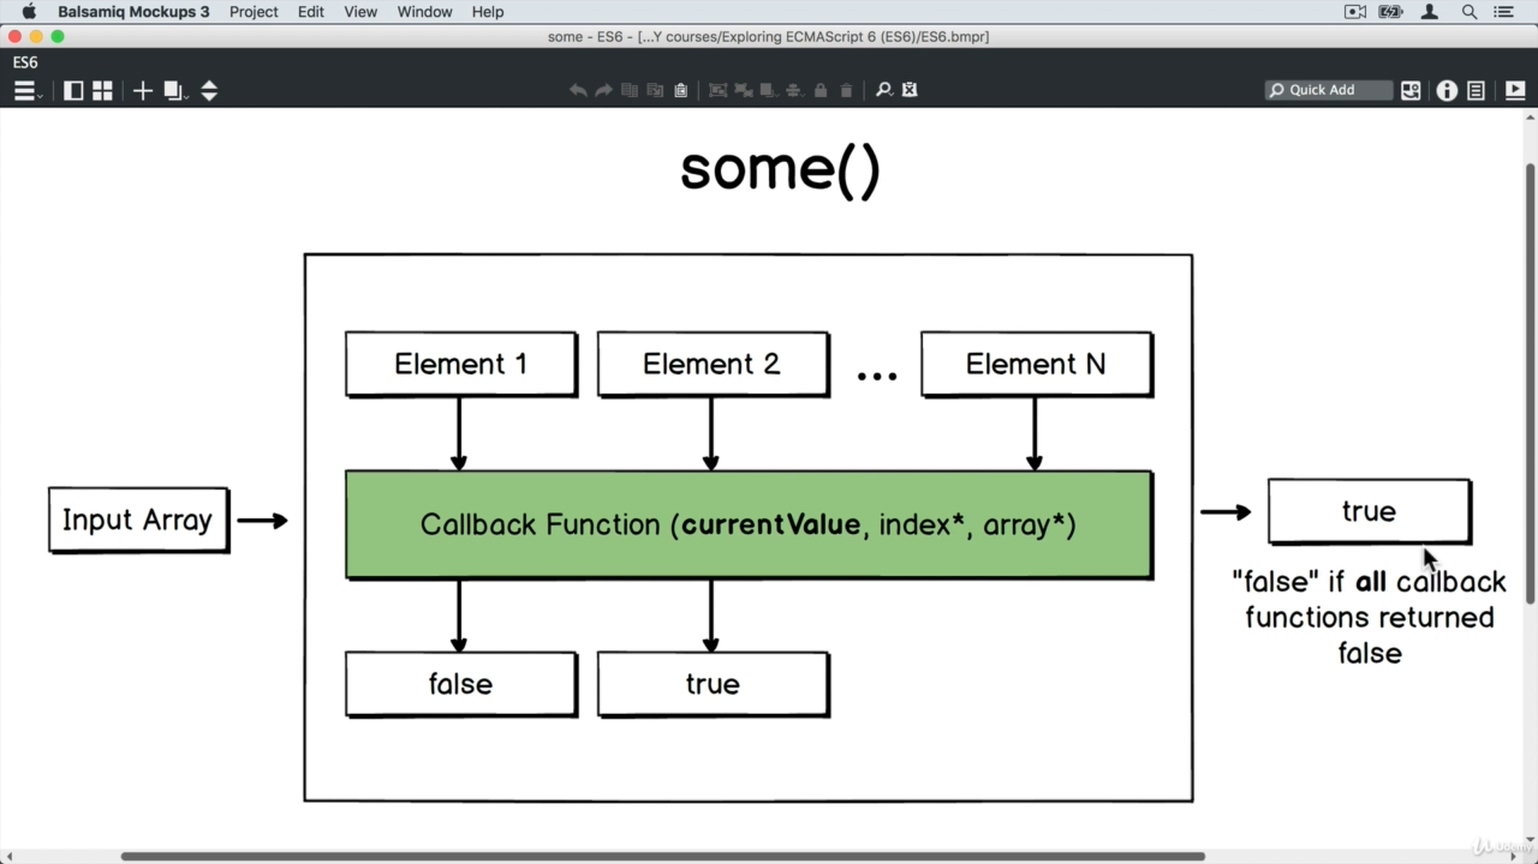 Balsamiq Mockups 3 Project Edit View Window Help
some - ES6 - [...Y courses/Exploring ECMAScript 6 (ES6)/ES6.bmpr]
ES6
Quick Add
some()
Element 1 Element 2 ... Element N
Input Array
Callback Function (currentValue, index*, array*)
true
"false" if all callback
functions returned
false
false true
Udemy